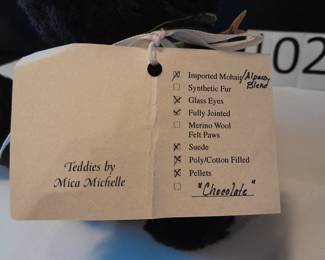 102
Imported Mohair/Alpaca Blend
Synthetic Fur
Glass Eyes
Fully Jointed
Merino Wool
Felt Paws
Suede
Poly/Cotton Filled
Pellets
"Chocolate"
Teddies by
Mica Michelle